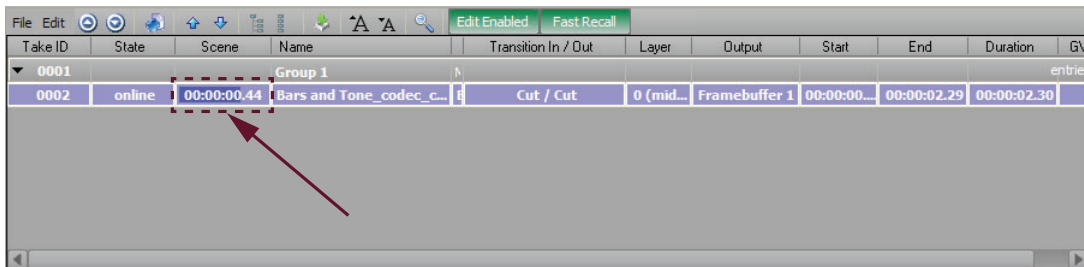 File Edit Edit Enabled Fast Recall
Take ID State Scene Name Transition In / Out Layer Output Start End Duration GV
0001 Group 1 entrie
0002 online 00:00:00.44 Bars and Tone_codec_c... Cut / Cut 0 (mid... Framebuffer 1 00:00:00.... 00:00:02.29 00:00:02.30